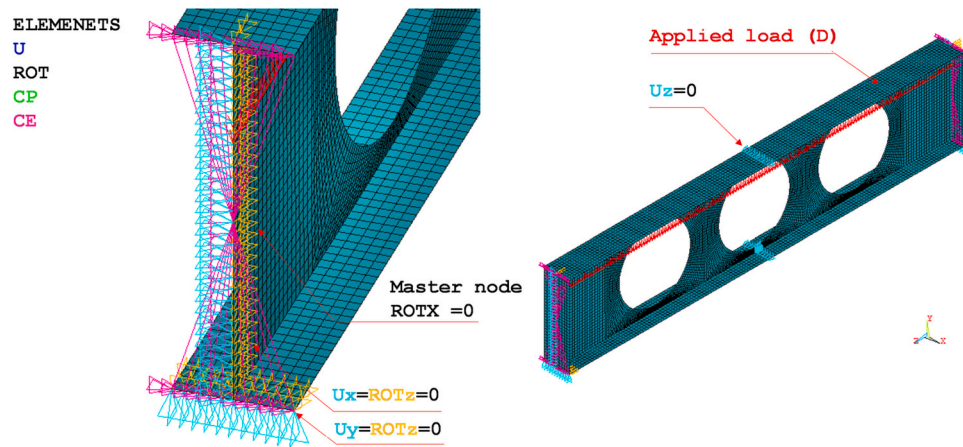 ELEMENETS
U
ROT
CP
CE
Master node
ROTX =0
Ux=ROTz=0
Uy=ROTz=0
Applied load (D)
Uz=0
Y
Z
X